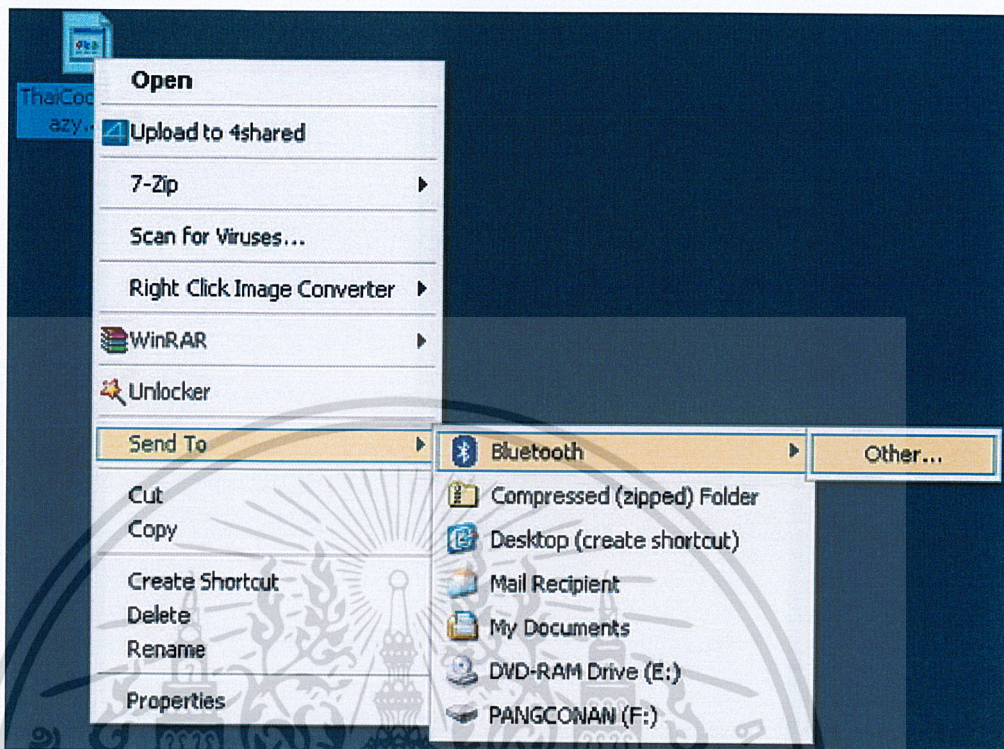 ThaiCoo
azy...
Open
Upload to 4shared
7-Zip
Scan for Viruses...
Right Click Image Converter
WinRAR
Unlocker
Send To
Cut
Copy
Create Shortcut
Delete
Rename
Properties
Bluetooth
Compressed (zipped) Folder
Desktop (create shortcut)
Mail Recipient
My Documents
DVD-RAM Drive (E:)
PANGCONAN (F:)
Other...